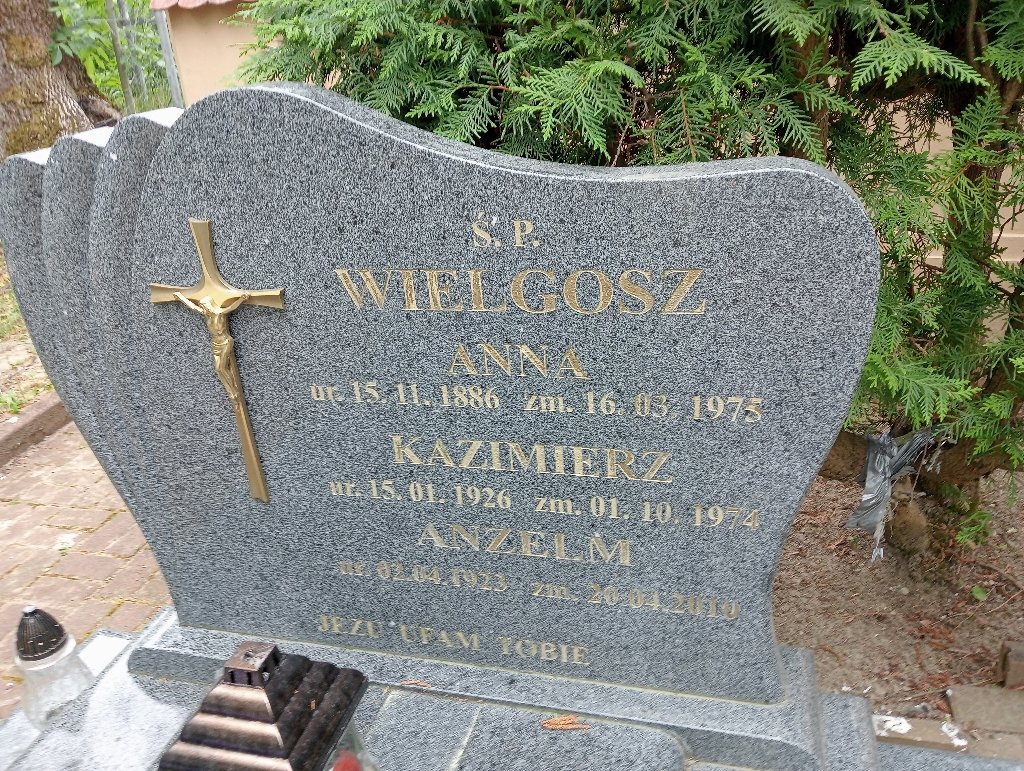 Ś. P.
WIELGOSZ
ANNA
ur. 15. 11. 1886 zm. 16. 03. 1975
KAZIMIERZ
ur. 15. 01. 1926 zm. 01. 10. 1974
ANZELM
ur. 02.04.1923 zm. 20.04.2010
JEZU UFAM TOBIE